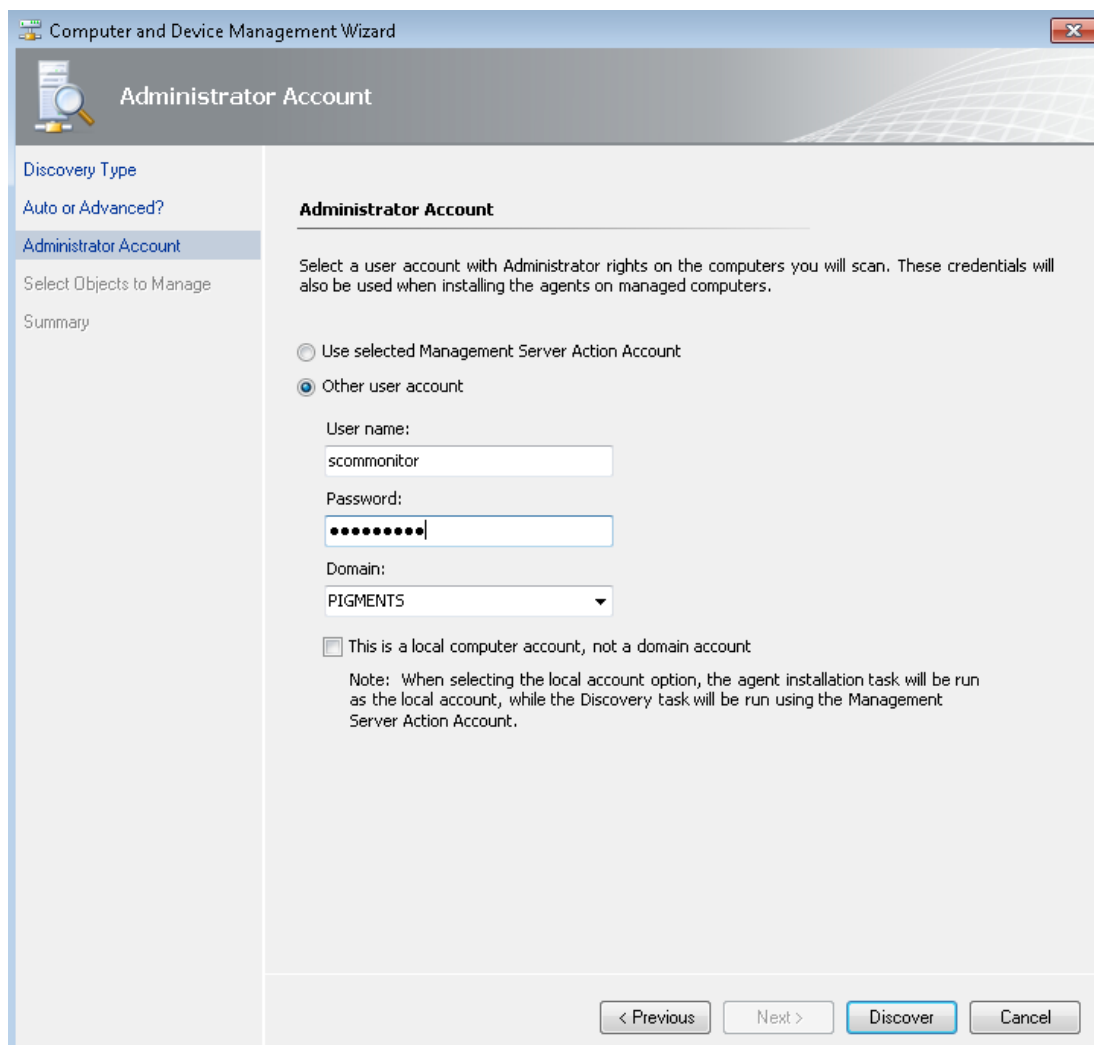 Computer and Device Management Wizard
Administrator Account
Discovery Type
Auto or Advanced?
Administrator Account
Select Objects to Manage
Summary
Administrator Account
Select a user account with Administrator rights on the computers you will scan. These credentials will
also be used when installing the agents on managed computers.
Use selected Management Server Action Account
Other user account
User name:
scommonitor
Password:
•••••••••
Domain:
PIGMENTS
This is a local computer account, not a domain account
Note: When selecting the local account option, the agent installation task will be run
as the local account, while the Discovery task will be run using the Management
Server Action Account.
< Previous
Next >
Discover
Cancel